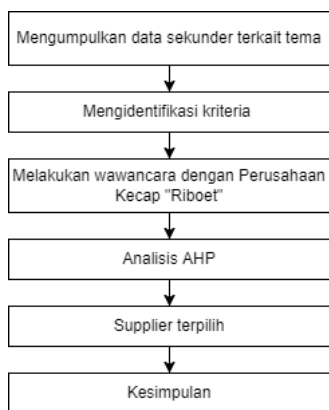 Mengumpulkan data sekunder terkait tema
Mengidentifikasi kriteria
Melakukan wawancara dengan Perusahaan
Kecap "Riboet"
Analisis AHP
Supplier terpilih
Kesimpulan